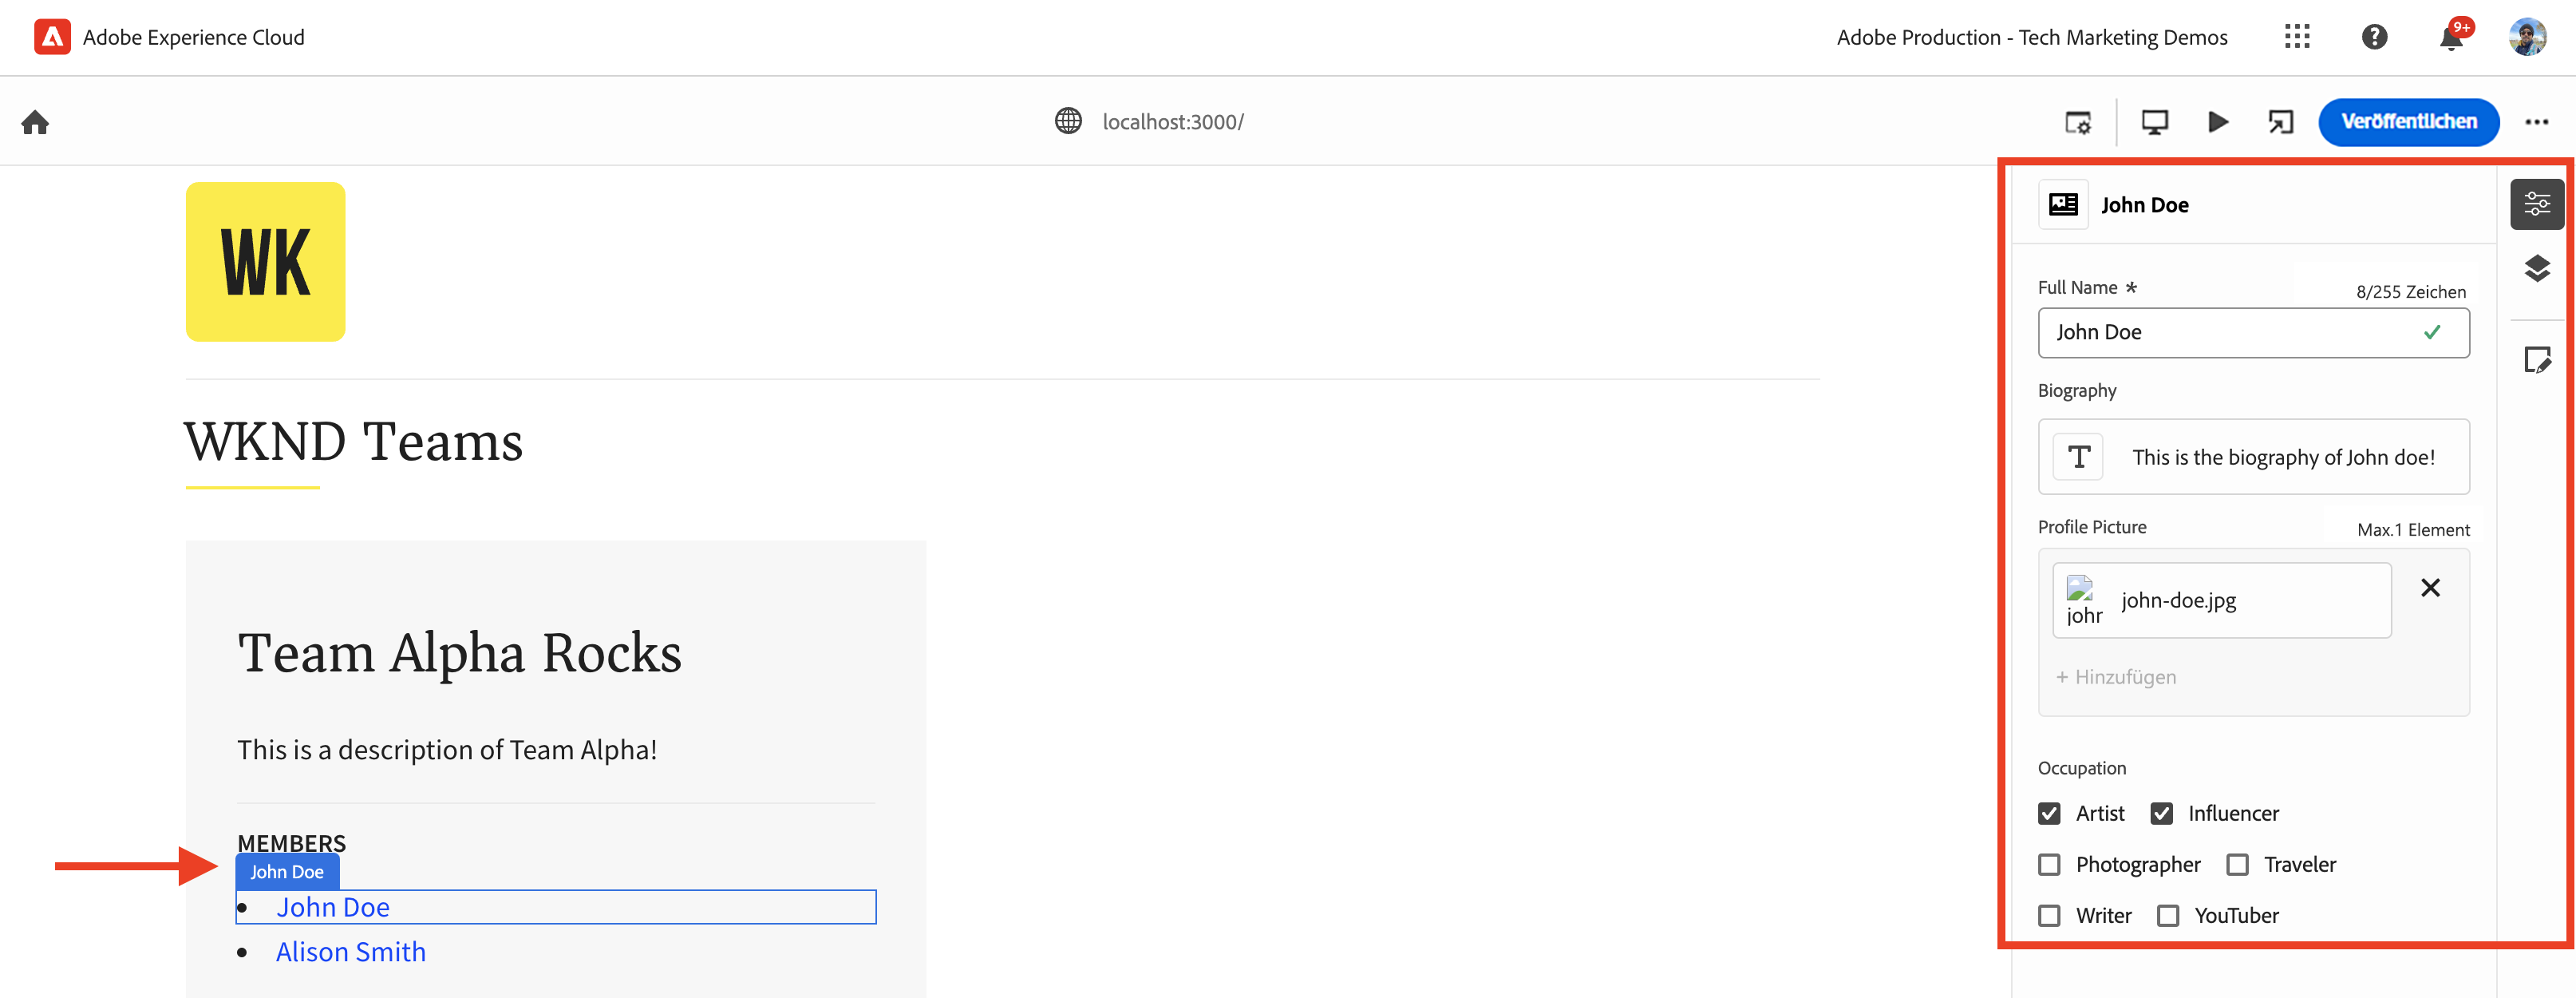 Adobe Experience Cloud
Adobe Production - Tech Marketing Demos
9+
localhost:3000/
Veröffentlichen
WK
WKND Teams
Team Alpha Rocks
This is a description of Team Alpha!
MEMBERS
John Doe
John Doe
Alison Smith
John Doe
Full Name *
8/255 Zeichen
John Doe
Biography
T
This is the biography of John doe!
Profile Picture
Max.1 Element
johr
john-doe.jpg
+ Hinzufügen
Occupation
Artist
Influencer
Photographer
Traveler
Writer
YouTuber